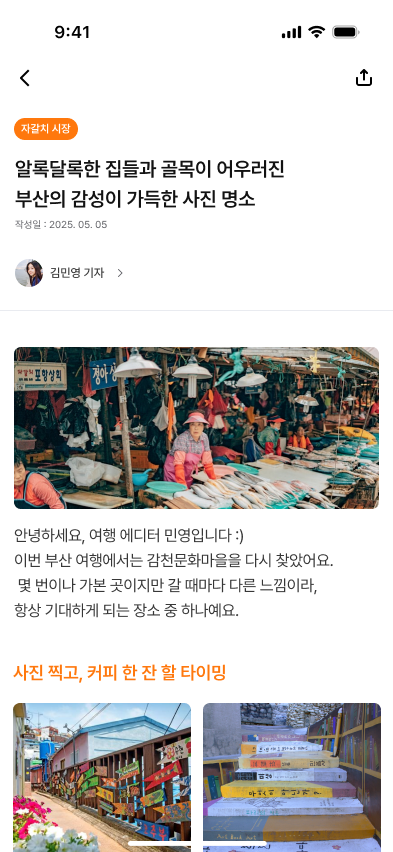 9:41
자갈치 시장
알록달록한 집들과 골목이 어우러진
부산의 감성이 가득한 사진 명소
작성일 : 2025. 05. 05
김민영 기자
포항상회
정아
안녕하세요, 여행 에디터 민영입니다 :)
이번 부산 여행에서는 감천문화마을을 다시 찾았어요.
몇 번이나 가본 곳이지만 갈 때마다 다른 느낌이라,
항상 기대하게 되는 장소 중 하나예요.
사진 찍고, 커피 한 잔 할 타이밍